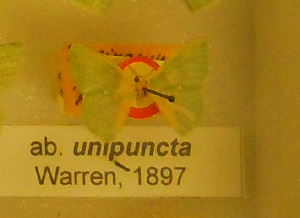 ab. unipuncta
Warren, 1897